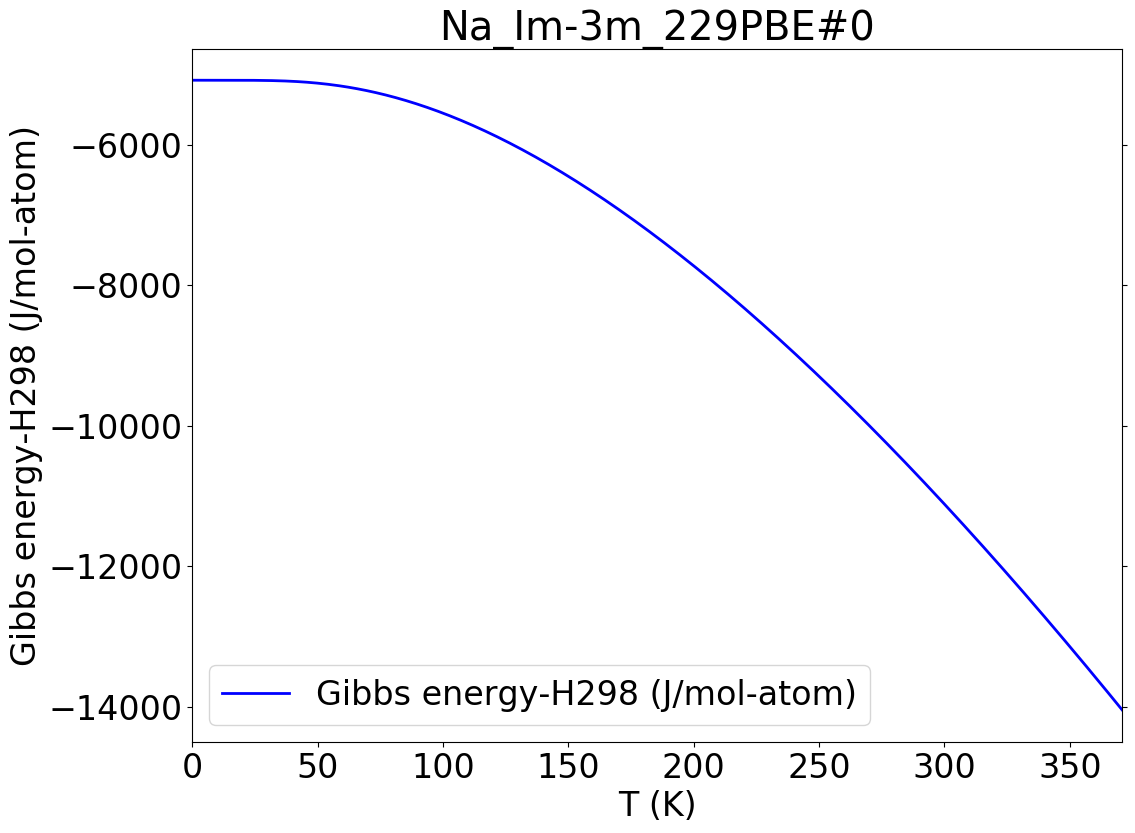 Na_Im-3m_229PBE#0
Gibbs energy-H298 (J/mol-atom)
−6000
−8000
−10000
−12000
−14000
Gibbs energy-H298 (J/mol-atom)
0 50 100 150 200 250 300 350
T (K)